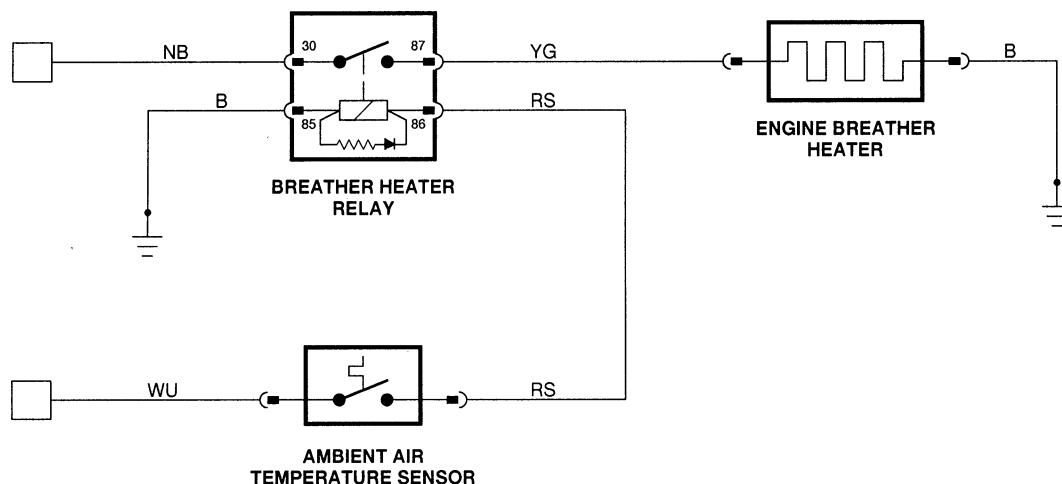 30
87
NB
YG
B
B
85
86
RS
ENGINE BREATHER
HEATER
BREATHER HEATER
RELAY
WU
RS
AMBIENT AIR
TEMPERATURE SENSOR